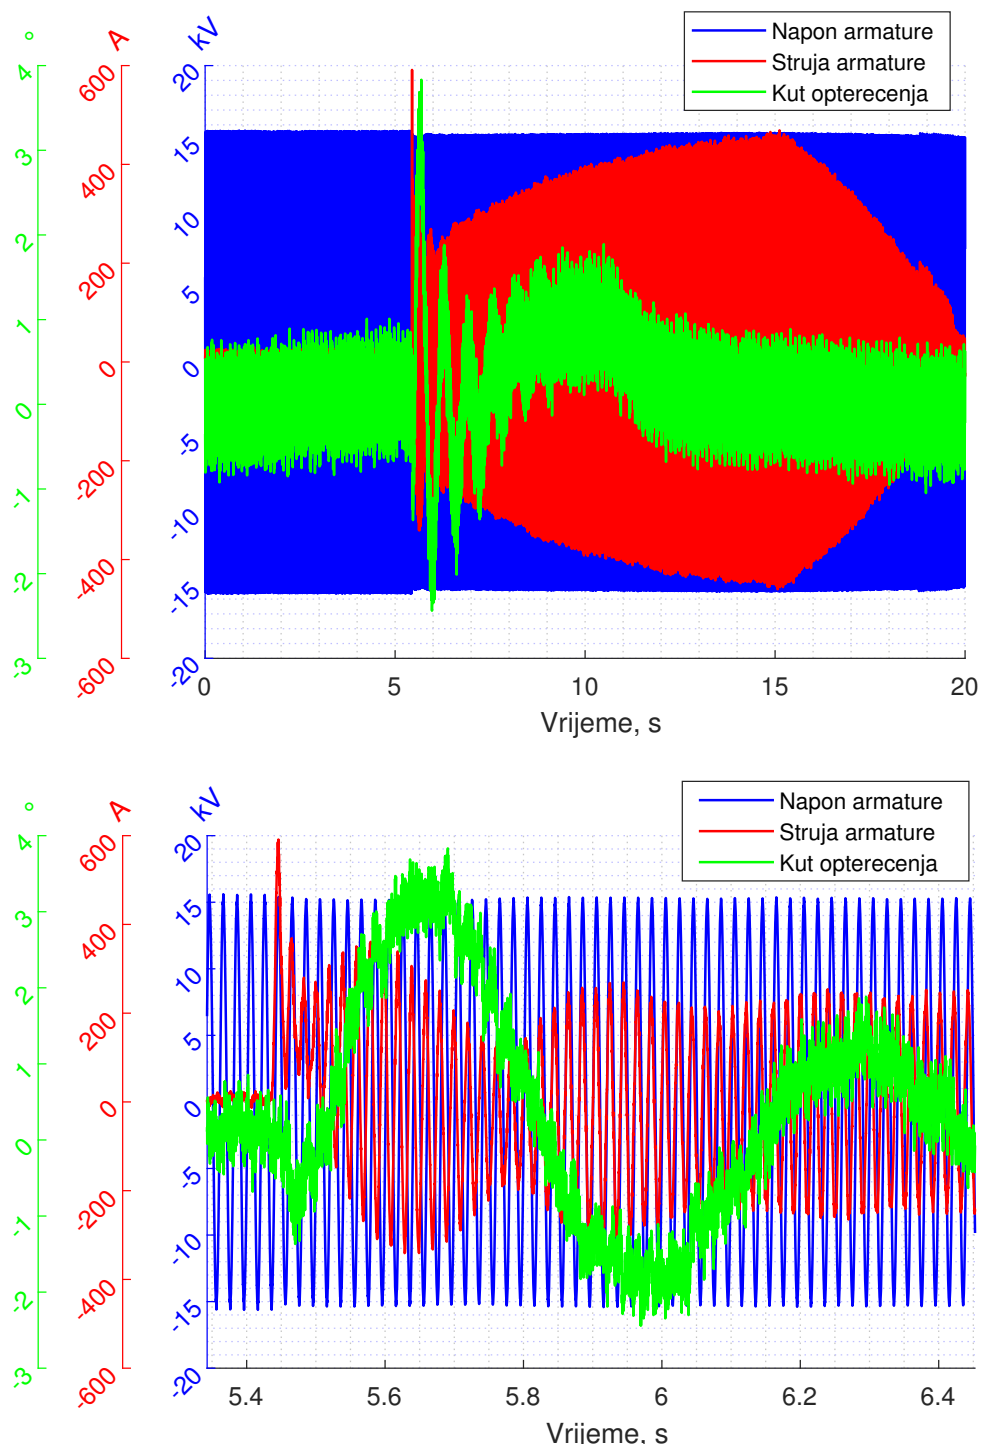 ° A kV
Napon armature
Struja armature
Kut opterecenja
4 600 20
3 400 15
2 200 10
1 0 5
0 -200 0
-1 -400 -5
-2 -600 -10
-3 -15
-20
0 5 10 15 20
Vrijeme, s
° A kV
Napon armature
Struja armature
Kut opterecenja
4 600 20
3 400 15
2 200 10
1 0 5
0 -200 0
-1 -400 -5
-2 -600 -10
-3 -15
-20
5.4 5.6 5.8 6 6.2 6.4
Vrijeme, s